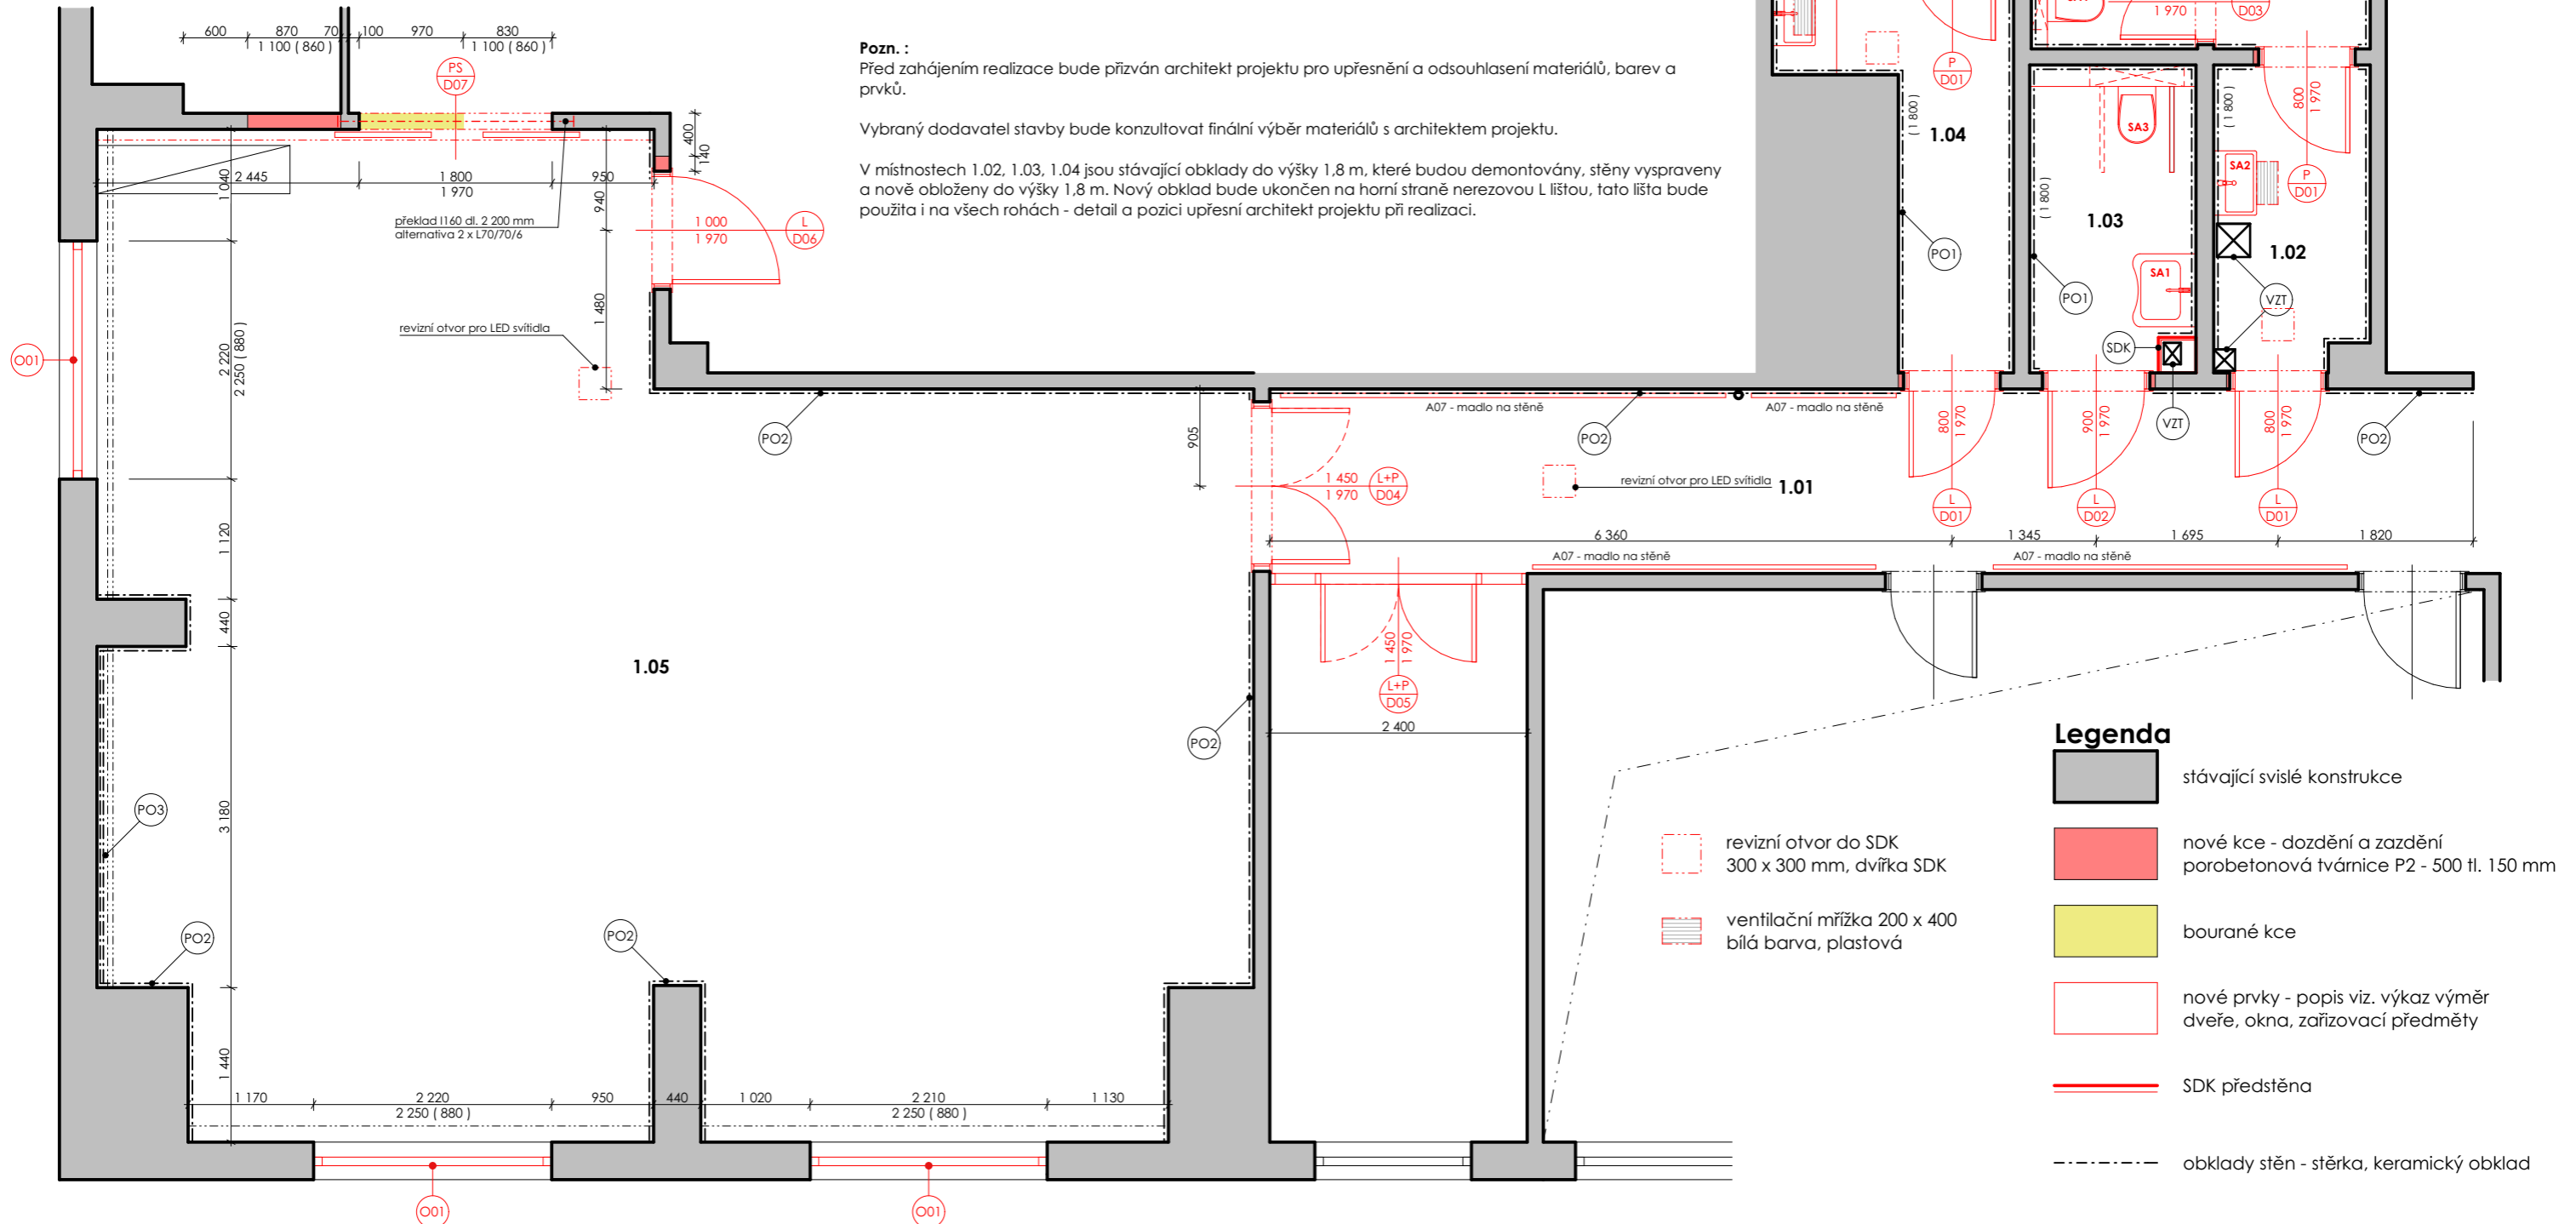 600
870
70
100
970
830
1 100 ( 860 )
1 100 ( 860 )
PS
D07
Pozn. :
Před zahájením realizace bude přizván architekt projektu pro upřesnění a odsouhlasení materiálů, barev a
prvků.
Vybraný dodavatel stavby bude konzultovat finální výběr materiálů s architektem projektu.
V místnostech 1.02, 1.03, 1.04 jsou stávající obklady do výšky 1,8 m, které budou demontovány, stěny vyspraveny
a nově obloženy do výšky 1,8 m. Nový obklad bude ukončen na horní straně nerezovou L lištou, tato lišta bude
použita i na všech rohách - detail a pozici upřesní architekt projektu při realizaci.
1 970
D03
P
D01
( 1 800 )
1.04
PO1
( 1 800 )
1.03
SA3
SA1
PO1
SDK
VZT
( 1 800 )
SA2
800
1 970
P
D01
1.02
VZT
400
140
2 445
1 800
1 970
950
1 040
940
překlad I160 dl. 2 200 mm
alternativa 2 x L70/70/6
1 000
1 970
L
D06
1 480
revizní otvor pro LED svítidla
O01
2 220
2 250 ( 880 )
PO2
905
A07 - madlo na stěně
A07 - madlo na stěně
PO2
PO2
800
1 970
900
1 970
800
1 970
1 450
1 970
L+P
D04
revizní otvor pro LED svítidla
1.01
L
D01
L
D02
L
D01
6 360
1 345
1 695
1 820
A07 - madlo na stěně
A07 - madlo na stěně
1 120
440
1.05
1 450
1 970
L+P
D05
2 400
PO2
PO3
3 180
PO2
PO2
1 440
1 170
2 220
2 250 ( 880 )
950
440
1 020
2 210
2 250 ( 880 )
1 130
O01
O01
Legenda
stávající svislé konstrukce
revizní otvor do SDK
300 x 300 mm, dvířka SDK
nové kce - dozdění a zazdění
porobetonová tvárnice P2 - 500 tl. 150 mm
ventilační mřížka 200 x 400
bílá barva, plastová
bourané kce
nové prvky - popis viz. výkaz výměr
dveře, okna, zařizovací předměty
SDK předstěna
obklady stěn - stěrka, keramický obklad